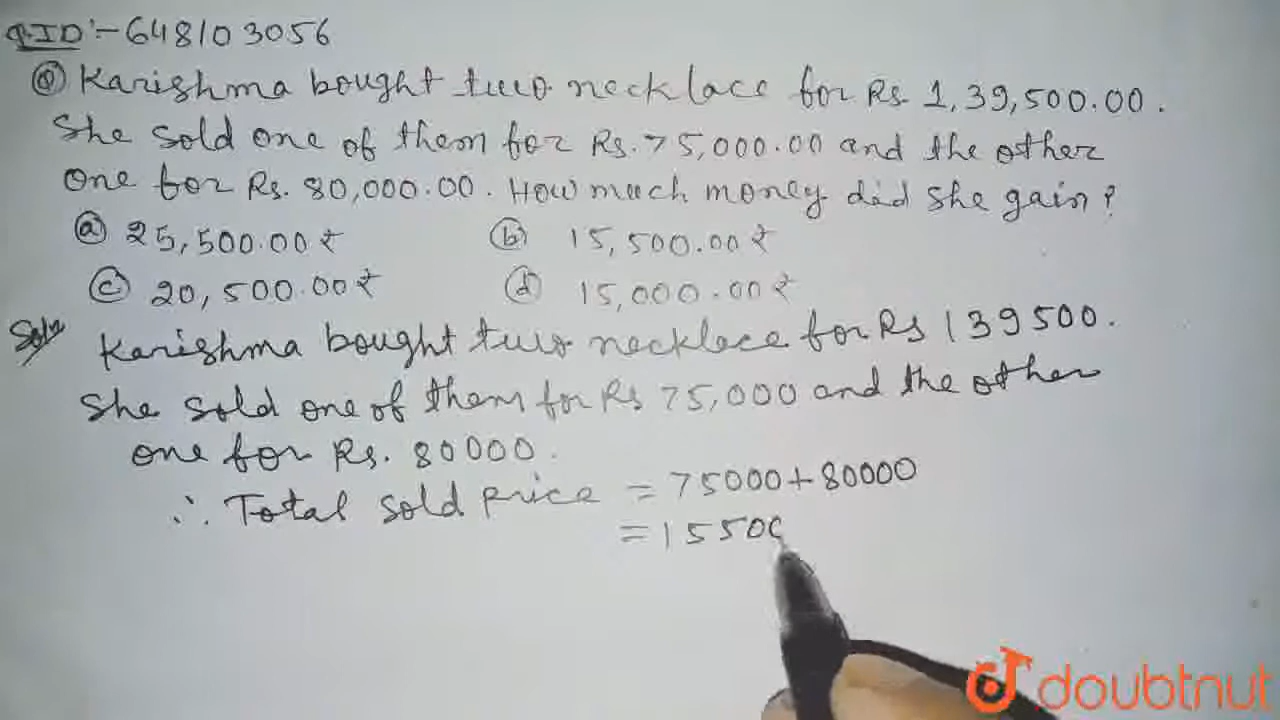 Q.ID:-648103056
Q Karishma bought two necklace for Rs. 1,39,500.00.
She sold one of them for Rs. 75,000.00 and the other
one for Rs. 80,000.00. How much money did she gain?
a 25,500.00₹ b 15,500.00₹
c 20,500.00₹ d 15,000.00₹
Solⁿ Karishma bought two necklace for Rs 139500.
She sold one of them for Rs 75,000 and the other
one for Rs. 80000.
∴ Total sold price = 75000+80000
= 15500
doubtnut